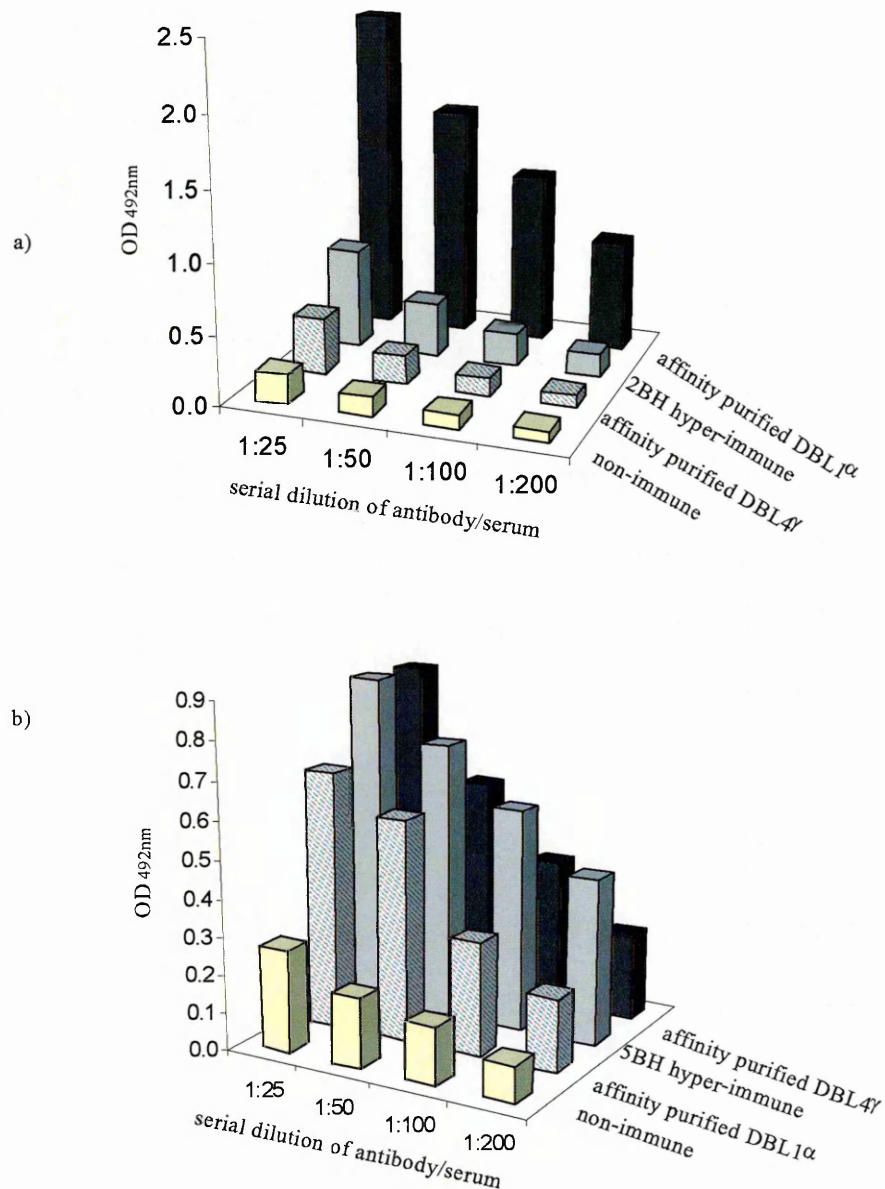 a)
OD 492nm
2.5
2.0
1.5
1.0
0.5
0.0
1:25
1:50
1:100
1:200
serial dilution of antibody/serum
affinity purified DBL1α
2BH hyper-immune
affinity purified DBL4γ
non-immune
b)
OD 492nm
0.9
0.8
0.7
0.6
0.5
0.4
0.3
0.2
0.1
0.0
1:25
1:50
1:100
1:200
serial dilution of antibody/serum
affinity purified DBL4γ
5BH hyper-immune
affinity purified DBL1α
non-immune